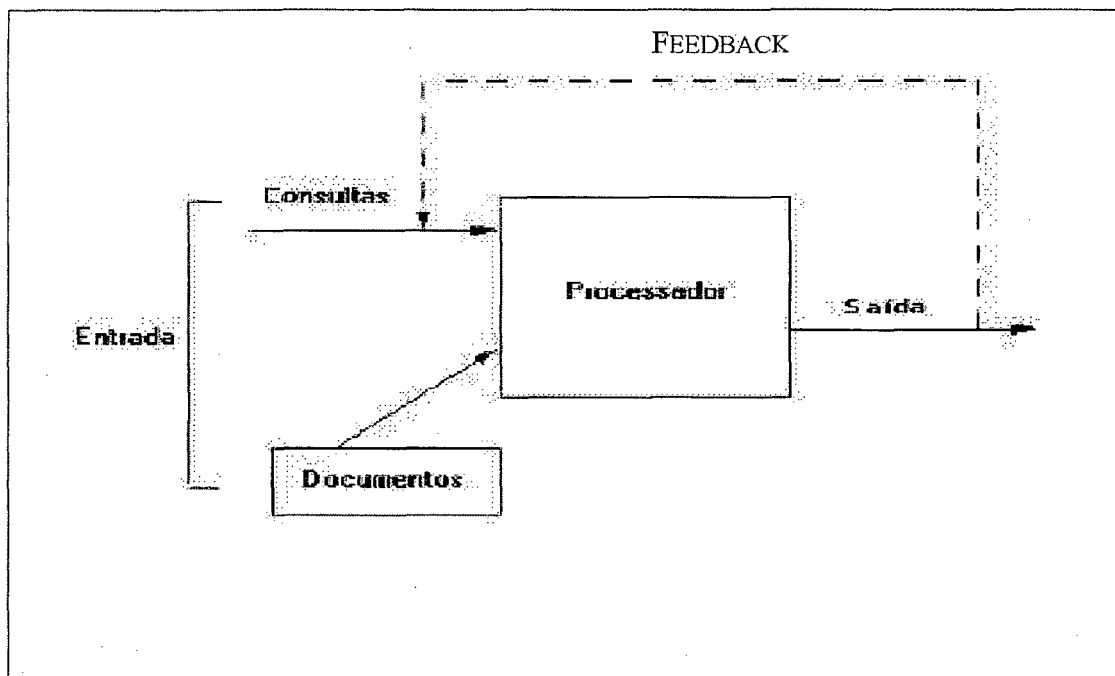 FEEDBACK
Consultas
Processador
Saída
Entrada
Documentos